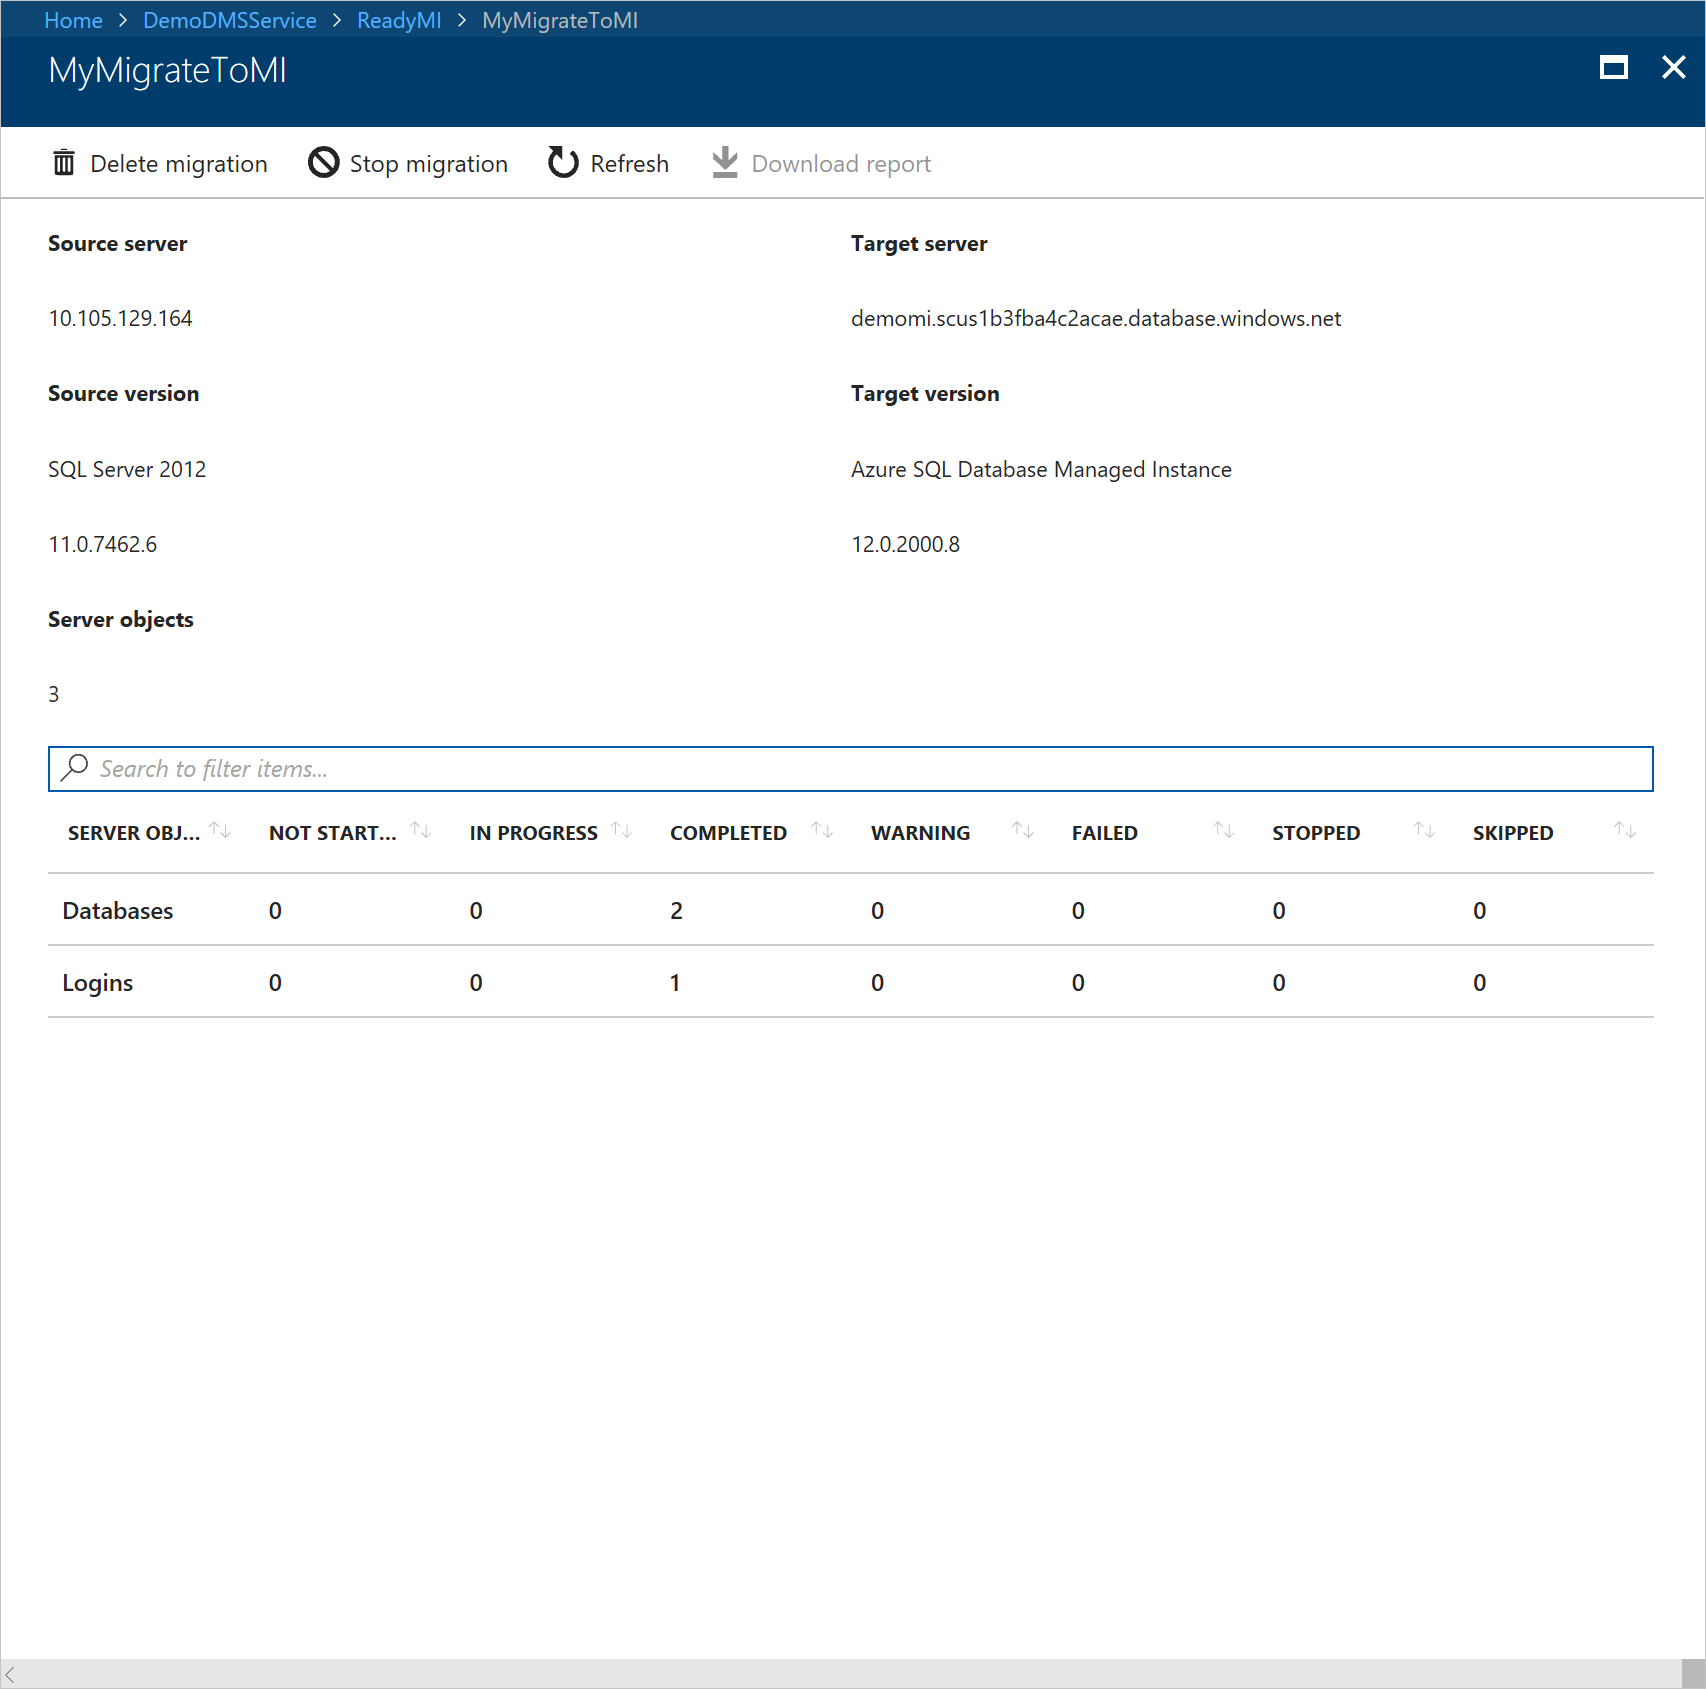 Home > DemoDMSService > ReadyMI > MyMigrateToMI
MyMigrateToMI
Delete migration Stop migration Refresh Download report
Source server Target server
10.105.129.164 demomi.scus1b3fba4c2acae.database.windows.net
Source version Target version
SQL Server 2012 Azure SQL Database Managed Instance
11.0.7462.6 12.0.2000.8
Server objects
3
Search to filter items...
SERVER OBJ... NOT START... IN PROGRESS COMPLETED WARNING FAILED STOPPED SKIPPED
Databases 0 0 2 0 0 0 0
Logins 0 0 1 0 0 0 0